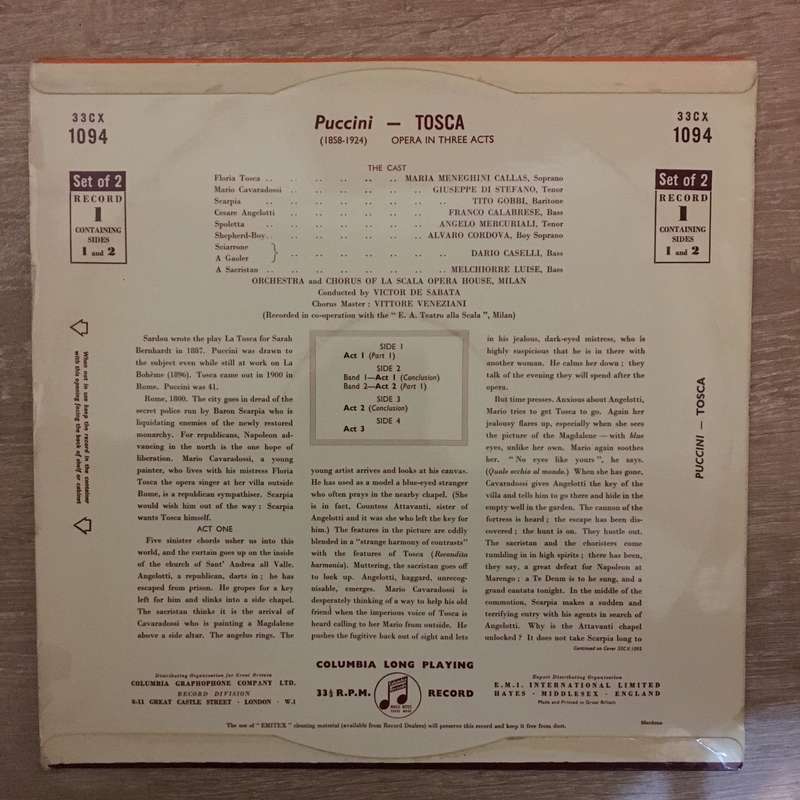 33CX
1094
Puccini — TOSCA
(1858-1924) OPERA IN THREE ACTS
33CX
1094
Set of 2
RECORD
1
CONTAINING
SIDES
1 and 2
THE CAST
Floria Tosca .. .. .. .. .. .. MARIA MENEGHINI CALLAS, Soprano
Mario Cavaradossi .. .. .. .. .. .. GIUSEPPE DI STEFANO, Tenor
Scarpia .. .. .. .. .. .. .. .. TITO GOBBI, Baritone
Cesare Angelotti .. .. .. .. .. .. FRANCO CALABRESE, Bass
Spoletta .. .. .. .. .. .. ANGELO MERCURIALI, Tenor
Shepherd-Boy.. .. .. .. .. .. ALVARO CORDOVA, Boy Soprano
Sciarrone
A Gaoler } .. .. .. .. .. .. DARIO CASELLI, Bass
A Sacristan .. .. .. .. .. .. MELCHIORRE LUISE, Bass
ORCHESTRA and CHORUS OF LA SCALA OPERA HOUSE, MILAN
Conducted by VICTOR DE SABATA
Chorus Master : VITTORE VENEZIANI
(Recorded in co-operation with the “ E. A. Teatro alla Scala ”, Milan)
Set of 2
RECORD
1
CONTAINING
SIDES
1 and 2
When not in use keep the record in the container
with this opening facing the back of shelf or cabinet
Sardou wrote the play La Tosca for Sarah
Bernhardt in 1887. Puccini was drawn to
the subject even while still at work on La
Bohème (1896). Tosca came out in 1900 in
Rome. Puccini was 41.
Rome, 1800. The city goes in dread of the
secret police run by Baron Scarpia who is
liquidating enemies of the newly restored
monarchy. For republicans, Napoleon ad-
vancing in the north is the one hope of
liberation. Mario Cavaradossi, a young
painter, who lives with his mistress Floria
Tosca the opera singer at her villa outside
Rome, is a republican sympathiser. Scarpia
would wish him out of the way : Scarpia
wants Tosca himself.
ACT ONE
Five sinister chords usher us into this
world, and the curtain goes up on the inside
of the church of Sant' Andrea all Valle.
Angelotti, a republican, darts in ; he has
escaped from prison. He gropes for a key
left for him and slinks into a side chapel.
The sacristan thinks it is the arrival of
Cavaradossi who is painting a Magdalene
above a side altar. The angelus rings. The
SIDE 1
Act 1 (Part 1)
SIDE 2
Band 1—Act 1 (Conclusion)
Band 2—Act 2 (Part 1)
SIDE 3
Act 2 (Conclusion)
SIDE 4
Act 3
young artist arrives and looks at his canvas.
He has used as a model a blue-eyed stranger
who often prays in the nearby chapel. (She
is, in fact, Countess Attavanti, sister of
Angelotti and it was she who left the key for
him.) The features in the picture are oddly
blended in a “strange harmony of contrasts”
with the features of Tosca (Recondita
harmonia). Muttering, the sacristan goes off
to lock up. Angelotti, haggard, unrecog-
nisable, emerges. Mario Cavaradossi is
desperately thinking of a way to help his old
friend when the imperious voice of Tosca is
heard calling to her Mario from outside. He
pushes the fugitive back out of sight and lets
in his jealous, dark-eyed mistress, who is
highly suspicious that he is in there with
another woman. He calms her down ; they
talk of the evening they will spend after the
opera.
But time presses. Anxious about Angelotti,
Mario tries to get Tosca to go. Again her
jealousy flares up, especially when she sees
the picture of the Magdalene — with blue
eyes, unlike her own. Mario again soothes
her. “No eyes like yours”, he says.
(Quale occhio al mondo.) When she has gone,
Cavaradossi gives Angelotti the key of the
villa and tells him to go there and hide in the
empty well in the garden. The cannon of the
fortress is heard ; the escape has been dis-
covered ; the hunt is on. They hustle out.
The sacristan and the choristers come
tumbling in in high spirits ; there has been,
they say, a great defeat for Napoleon at
Marengo ; a Te Deum is to be sung, and a
grand cantata tonight. In the middle of the
commotion, Scarpia makes a sudden and
terrifying entry with his agents in search of
Angelotti. Why is the Attavanti chapel
unlocked ? It does not take Scarpia long to
Continued on Cover 33CX 1095
PUCCINI — TOSCA
Distributing Organisation for Great Britain
COLUMBIA GRAPHOPHONE COMPANY LTD.
RECORD DIVISION
8-11 GREAT CASTLE STREET · LONDON · W.1
COLUMBIA LONG PLAYING
33⅓ R.P.M. RECORD
Export Distributing Organisation
E.M.I. INTERNATIONAL LIMITED
HAYES · MIDDLESEX · ENGLAND
Made and Printed in Great Britain
The use of “ EMITEX ” cleaning material (available from Record Dealers) will preserve this record and keep it free from dust.